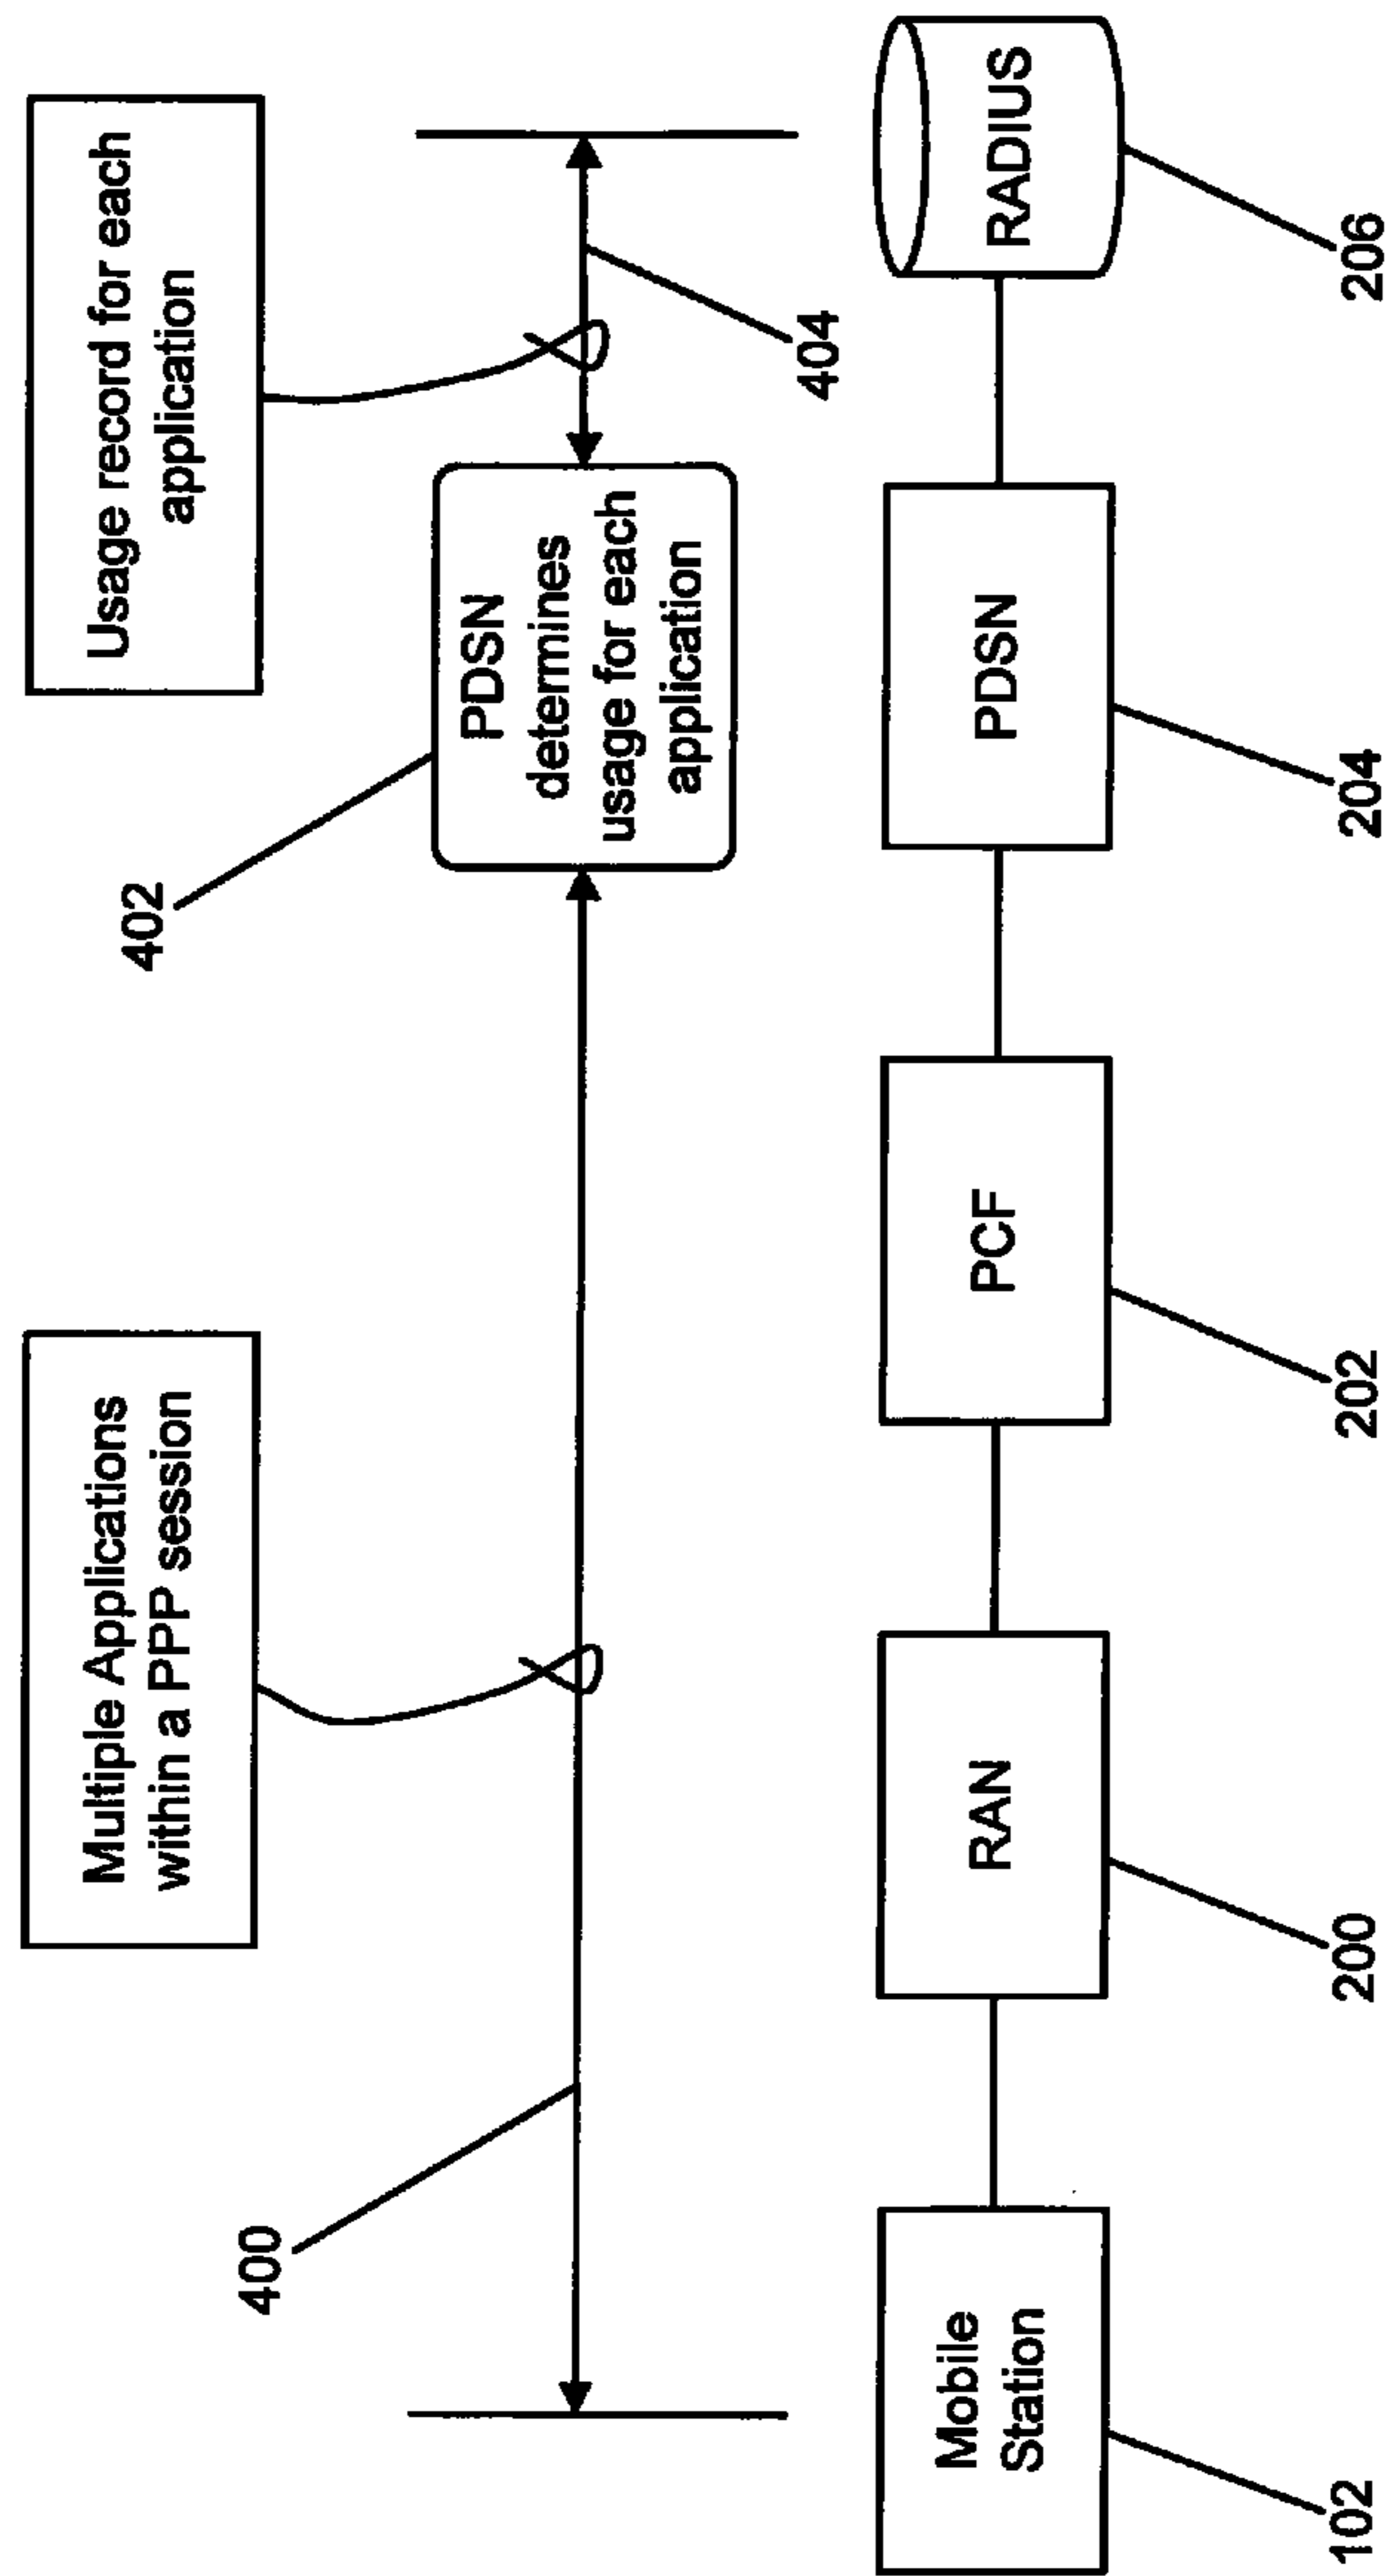 Multiple Applications
within a PPP session
Usage record for each
application
400
402
PDSN
determines
usage for each
application
404
Mobile
Station
RAN
PCF
PDSN
RADIUS
102
200
202
204
206